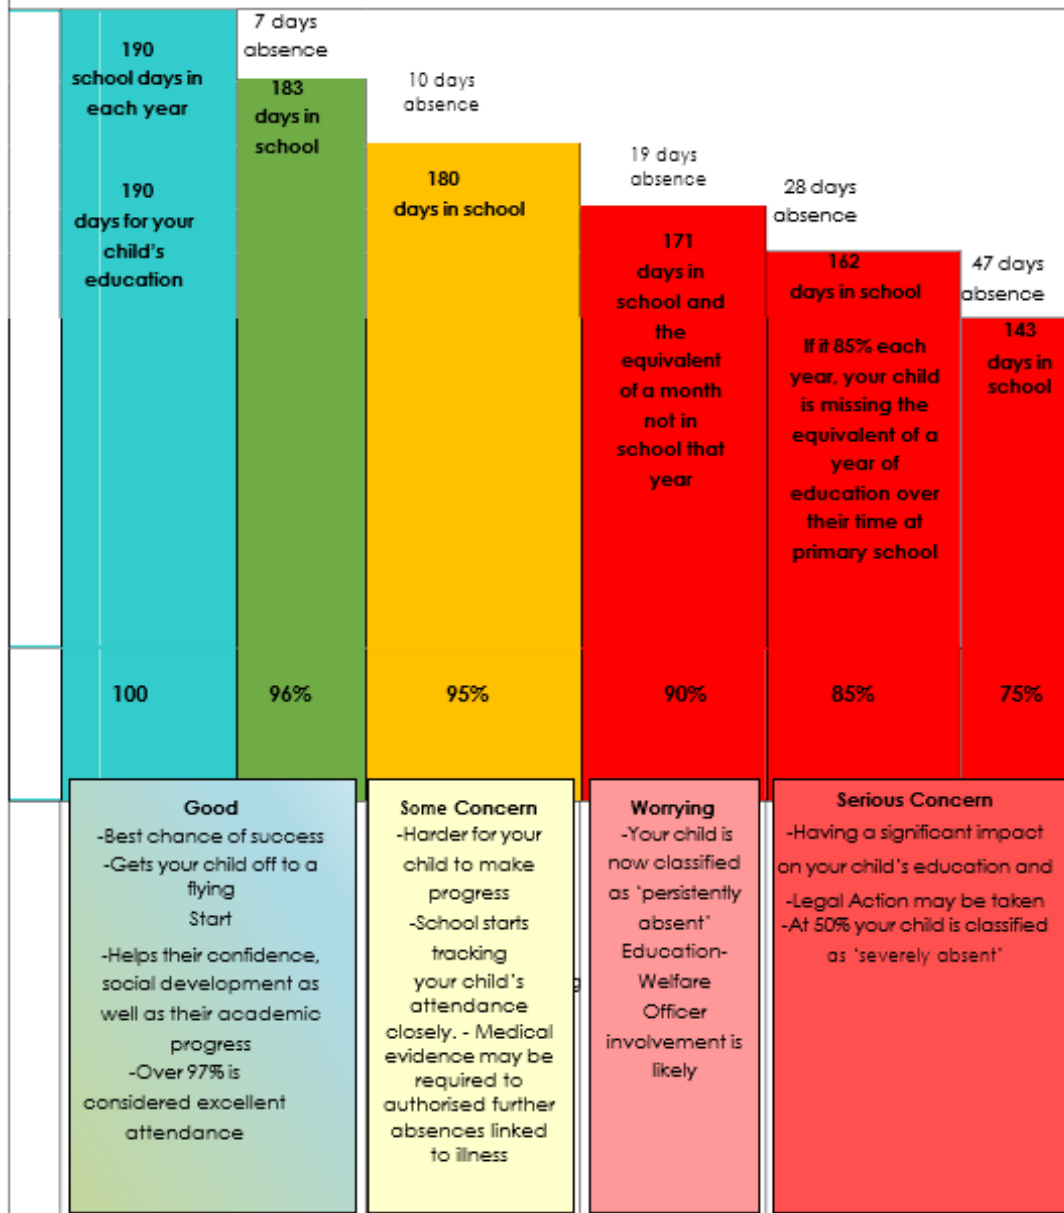 190
school days in
each year
190
days for your
child's
education
7 days
absence
183
days in
school
10 days
absence
180
days in school
19 days
absence
171
days in
school and
the
equivalent
of a month
not in
school that
year
28 days
absence
162
days in school
If it 85% each
year, your child
is missing the
equivalent of a
year of
education over
their time at
primary school
47 days
absence
143
days in
school
100
96%
95%
90%
85%
75%
Good
-Best chance of success
-Gets your child off to a
flying
Start
-Helps their confidence,
social development as
well as their academic
progress
-Over 97% is
considered excellent
attendance
Some Concern
-Harder for your
child to make
progress
-School starts
tracking
your child's
attendance
closely. - Medical
evidence may be
required to
authorised further
absences linked
to illness
Worrying
-Your child is
now classified
as 'persistently
absent'
Education-
Welfare
Officer
involvement is
likely
Serious Concern
-Having a significant impact
on your child's education and
-Legal Action may be taken
-At 50% your child is classified
as 'severely absent'